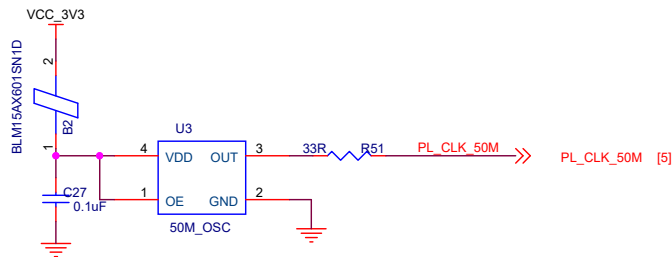 VCC_3V3
2
BLM15AX601SN1D
B2
1
U3
4
VDD
OUT
3
33R
R51
PL_CLK_50M
PL_CLK_50M [5]
C27
0.1uF
1
OE
GND
2
50M_OSC